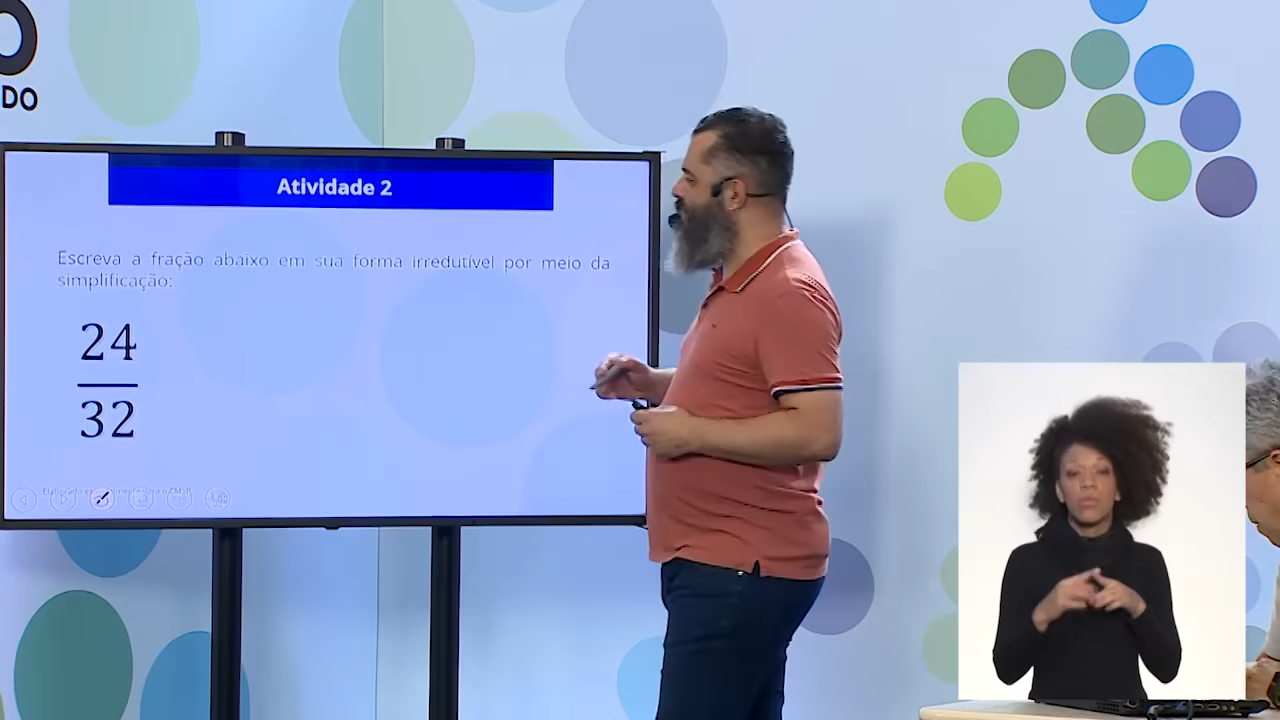 DO
Atividade 2
Escreva a fração abaixo em sua forma irredutível por meio da
simplificação:
24
32